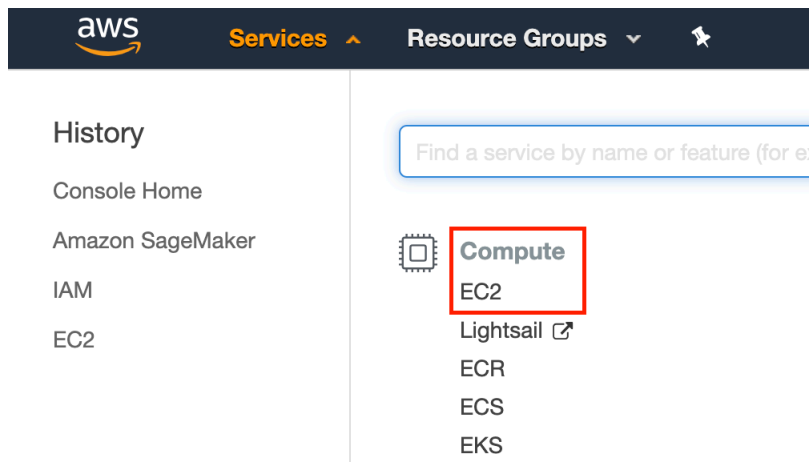 aws
Services
Resource Groups
History
Console Home
Amazon SageMaker
IAM
EC2
Find a service by name or feature (for
Compute
EC2
Lightsail
ECR
ECS
EKS